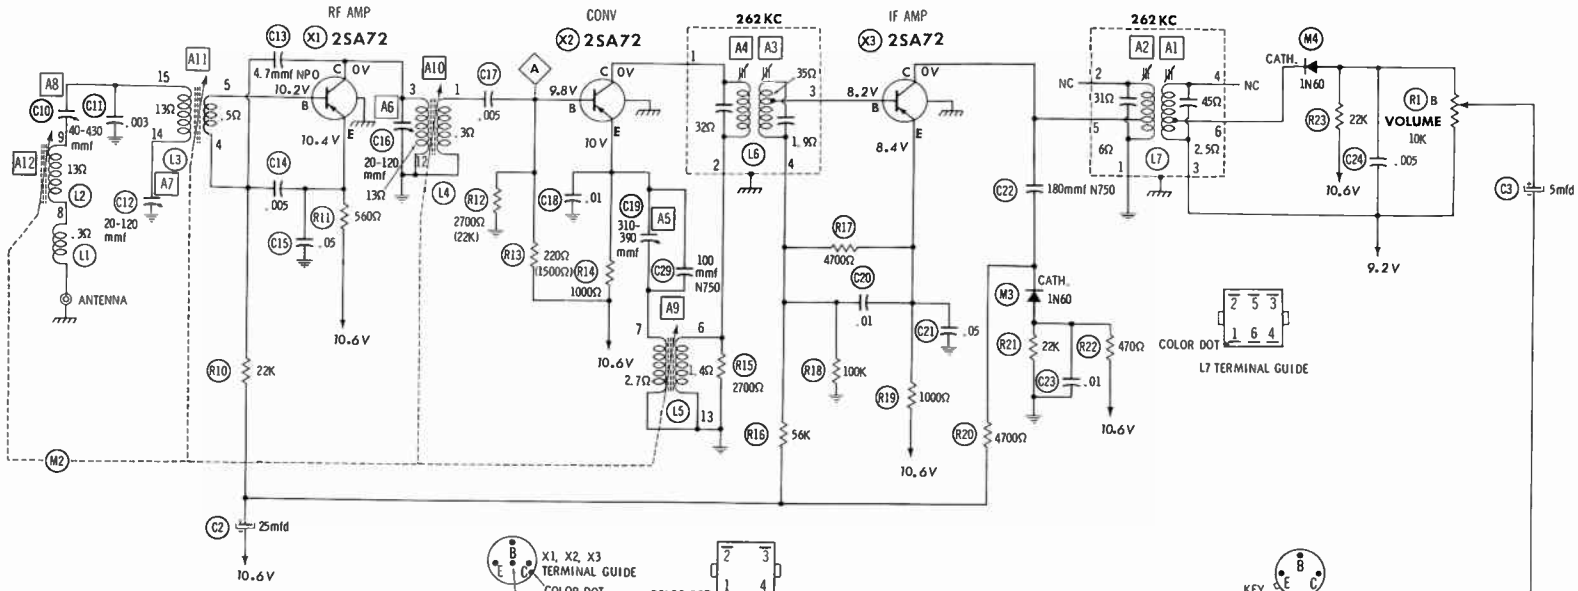 RF AMP
X1 2SA72
CONV
X2 2SA72
262KC
IF AMP
X3 2SA72
262KC
M4
C13
4.7mmf NPO
10.2V
C
0V
B
E
10.4V
A11
15
5
13Ω
.5Ω
14
4
L3
A8
C10
40-430
mmf
C11
.003
9
A12
13Ω
L2
8
.3Ω
L1
ANTENNA
A7
C12
20-120
mmf
C14
.005
C15
.05
R11
560Ω
10.6V
R10
22K
M2
C2
25mfd
10.6V
A10
3
1
A6
C16
20-120
mmf
13Ω
12
.3Ω
L4
C17
.005
A
9.8V
B
C
0V
E
10V
R12
2700Ω
(22K)
R13
220Ω
(1500Ω)
C18
.01
R14
1000Ω
10.6V
C19
310-
390
mmf
A5
C29
100
mmf
N750
A9
7
6
2.7Ω
1.4Ω
L5
13
R15
2700Ω
1
A4
A3
35Ω
3
32Ω
1.9Ω
L6
2
4
8.2V
B
C
0V
E
8.4V
R17
4700Ω
C20
.01
C21
.05
R18
100K
R19
1000Ω
10.6V
R16
56K
R20
4700Ω
C22
180mmf N750
CATH.
M3
1N60
R21
22K
R22
470Ω
C23
.01
10.6V
A2
A1
NC
2
4
NC
31Ω
45Ω
5
6
6Ω
2.5Ω
1
L7
3
CATH.
1N60
R23
22K
10.6V
C24
.005
R1 B
VOLUME
10K
9.2V
C3
5mfd
2 5 3
1 6 4
COLOR DOT
L7 TERMINAL GUIDE
B
E C
X1, X2, X3
TERMINAL GUIDE
COLOR DOT
2 3
1 4
B
E C
KEY